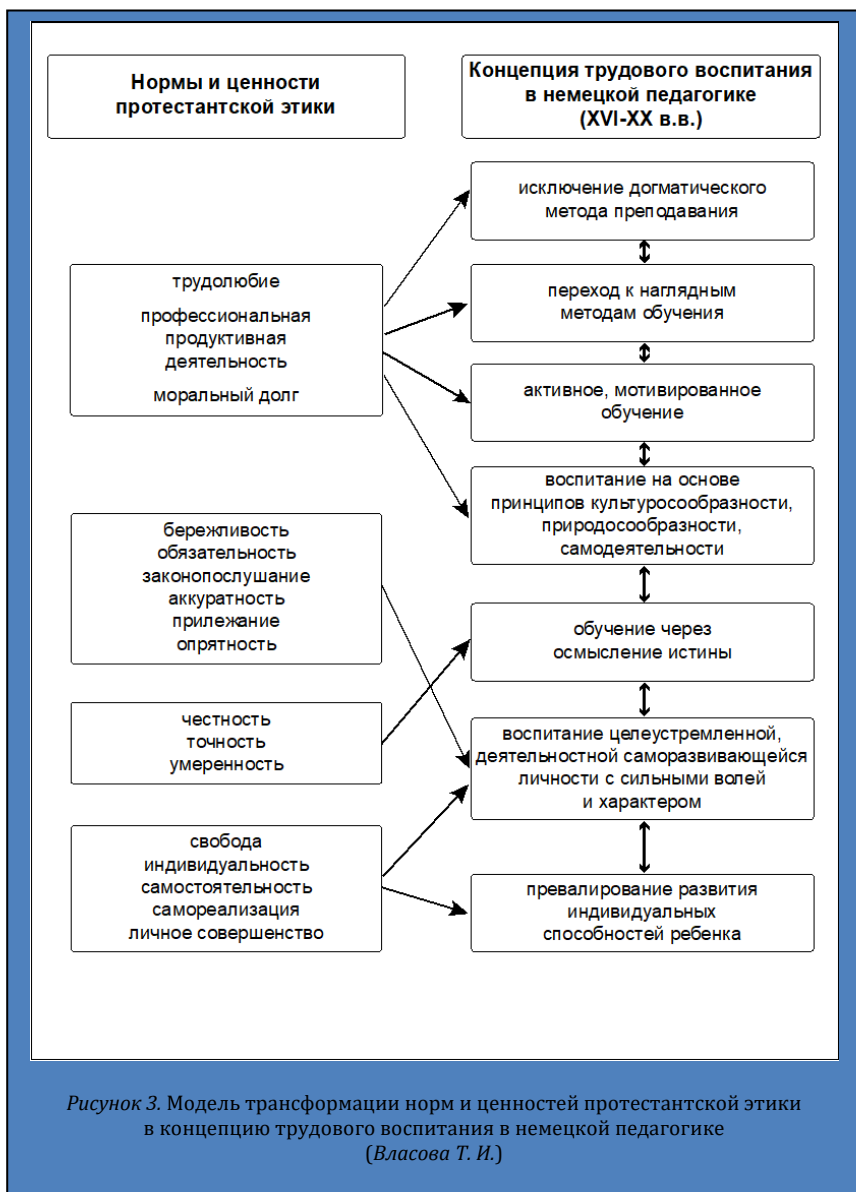 Нормы и ценности
протестантской этики
Концепция трудового воспитания
в немецкой педагогике
(XVI-XX в.в.)
трудолюбие
профессиональная
продуктивная
деятельность
моральный долг
бережливость
обязательность
законопослушание
аккуратность
прилежание
опрятность
честность
точность
умеренность
свобода
индивидуальность
самостоятельность
самореализация
личное совершенство
исключение догматического
метода преподавания
переход к наглядным
методам обучения
активное, мотивированное
обучение
воспитание на основе
принципов культуросообразности,
природосообразности,
самодеятельности
обучение через
осмысление истины
воспитание целеустремленной,
деятельностной саморазвивающейся
личности с сильными волей
и характером
превалирование развития
индивидуальных
способностей ребенка
Рисунок 3. Модель трансформации норм и ценностей протестантской этики
в концепцию трудового воспитания в немецкой педагогике
(Власова Т. И.)